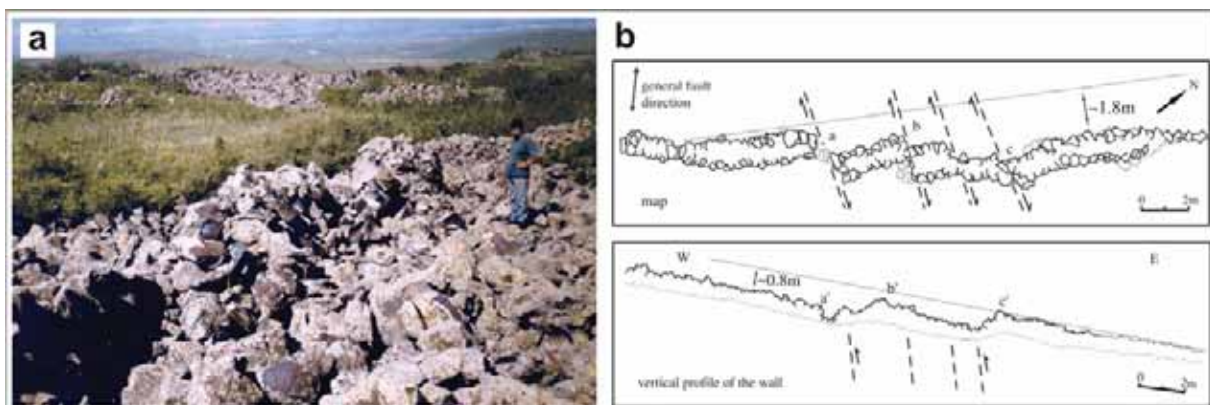 a
b
general fault
direction
N
~1.8m
a
b
c
map
0 2m
W
E
l~0.8m
a'
b'
c'
vertical profile of the wall
0 2m